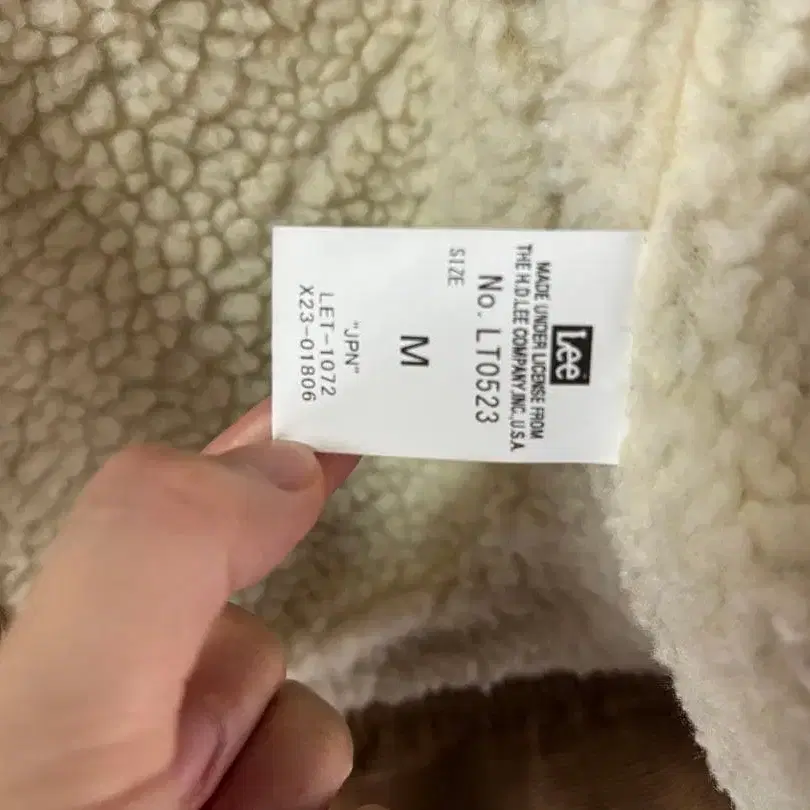 Lee
MADE UNDER LICENSE FROM
THE H.D.LEE COMPANY,INC.,U.S.A
No. LT0523
SIZE
M
"JPN"
LET-1072
X23-01806